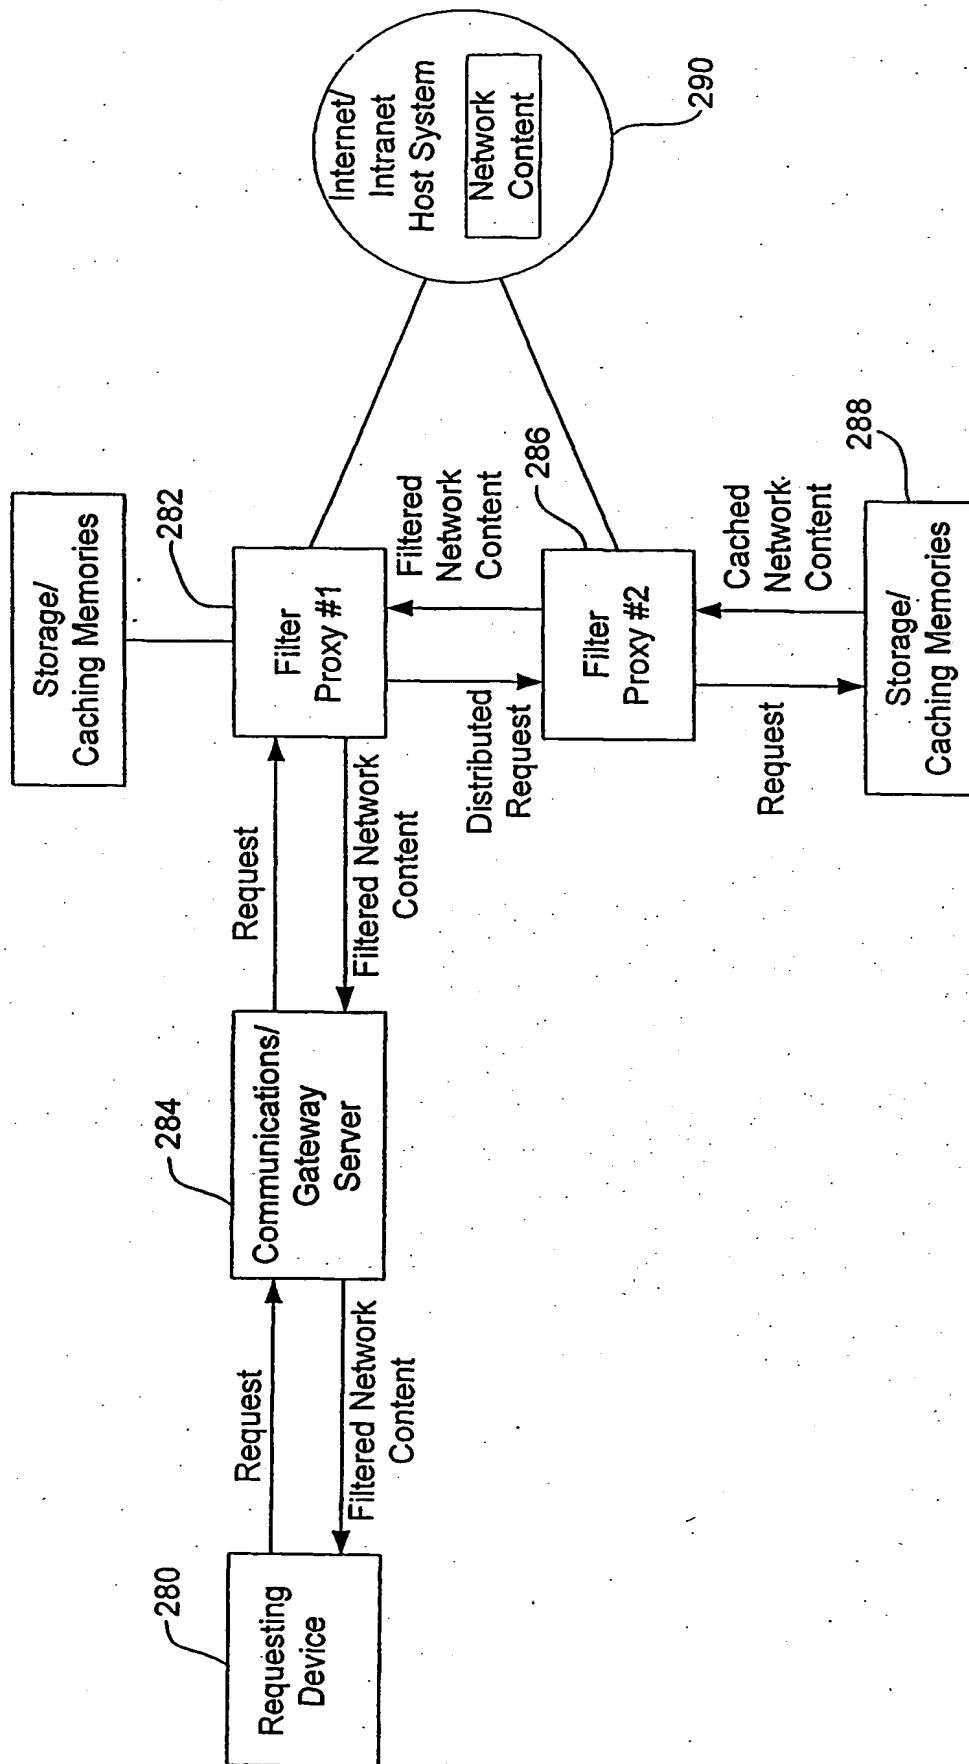 280
Requesting
Device
Request
Filtered Network
Content
284
Communications/
Gateway
Server
Request
Filtered Network
Content
Storage/
Caching Memories
282
Filter
Proxy #1
Distributed
Request
Filtered
Network
Content
286
Filter
Proxy #2
Request
Cached
Network
Content
288
Storage/
Caching Memories
Internet/
Intranet
Host System
Network
Content
290